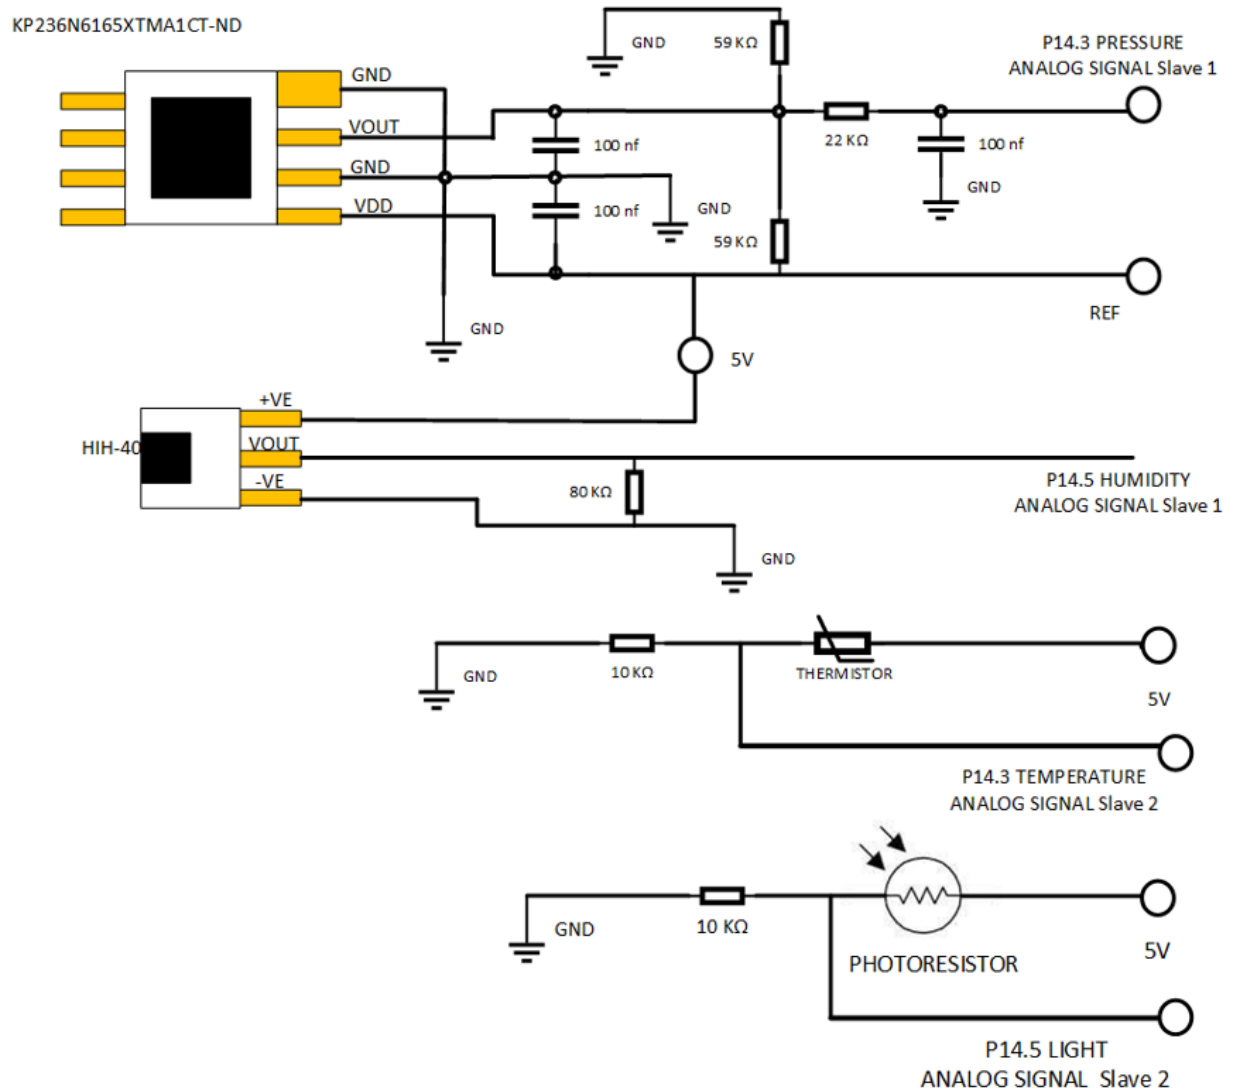 KP236N6165XTMA1CT-ND
GND
VOUT
GND
VDD
GND
59 KΩ
P14.3 PRESSURE
ANALOG SIGNAL Slave 1
100 nf
22 KΩ
100 nf
GND
100 nf
GND
59 KΩ
REF
GND
5V
+VE
HIH-40
VOUT
-VE
80 KΩ
P14.5 HUMIDITY
ANALOG SIGNAL Slave 1
GND
10 KΩ
THERMISTOR
GND
5V
P14.3 TEMPERATURE
ANALOG SIGNAL Slave 2
10 KΩ
GND
5V
PHOTORESISTOR
P14.5 LIGHT
ANALOG SIGNAL Slave 2